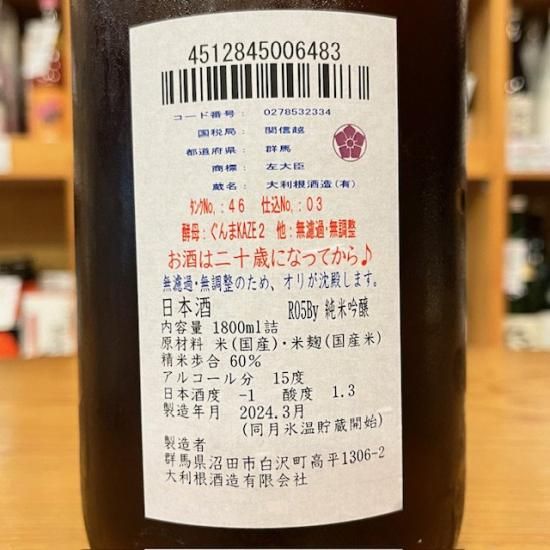 4512845006483
コード番号： 0278532334
国税局： 関信越
都道府県： 群馬
商標： 左大臣
蔵名： 大利根酒造(有)
ﾀﾝｸNo.：46 仕込No.：03
酵母：ぐんまKAZE2 他：無濾過・無調整
お酒は二十歳になってから♪
無濾過・無調整のため、オリが沈殿します。
日本酒 R05By 純米吟醸
内容量 1800ml詰
原材料 米(国産)・米麹(国産米)
精米歩合 60%
アルコール分 15度
日本酒度 -1 酸度 1.3
製造年月 2024.3月
(同月氷温貯蔵開始)
製造者
群馬県沼田市白沢町高平1306-2
大利根酒造有限会社